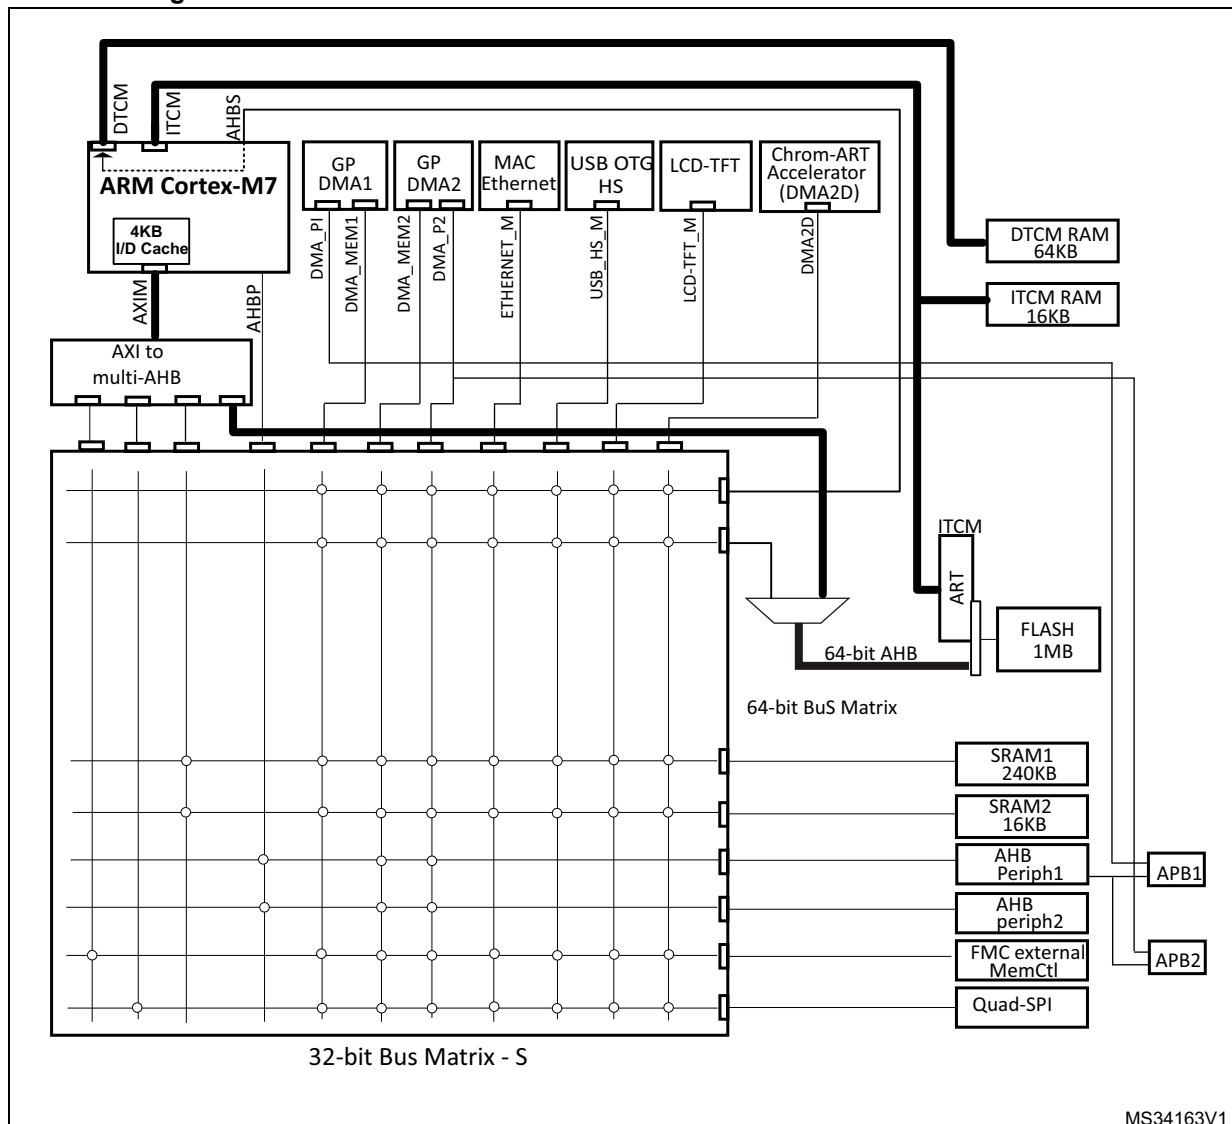 DTCM
ITCM
AHBS
ARM Cortex-M7
4KB
I/D Cache
GP
DMA1
GP
DMA2
MAC
Ethernet
USB OTG
HS
LCD-TFT
Chrom-ART
Accelerator
(DMA2D)
DTCM RAM
64KB
ITCM RAM
16KB
AXIM
AHBP
DMA_PI
DMA_MEM1
DMA_MEM2
DMA_P2
ETHERNET_M
USB_HS_M
LCD-TFT_M
DMA2D
AXI to
multi-AHB
ITCM
ART
FLASH
1MB
64-bit AHB
64-bit BuS Matrix
SRAM1
240KB
SRAM2
16KB
AHB
Periph1
APB1
AHB
periph2
FMC external
MemCtl
APB2
Quad-SPI
32-bit Bus Matrix - S
MS34163V1